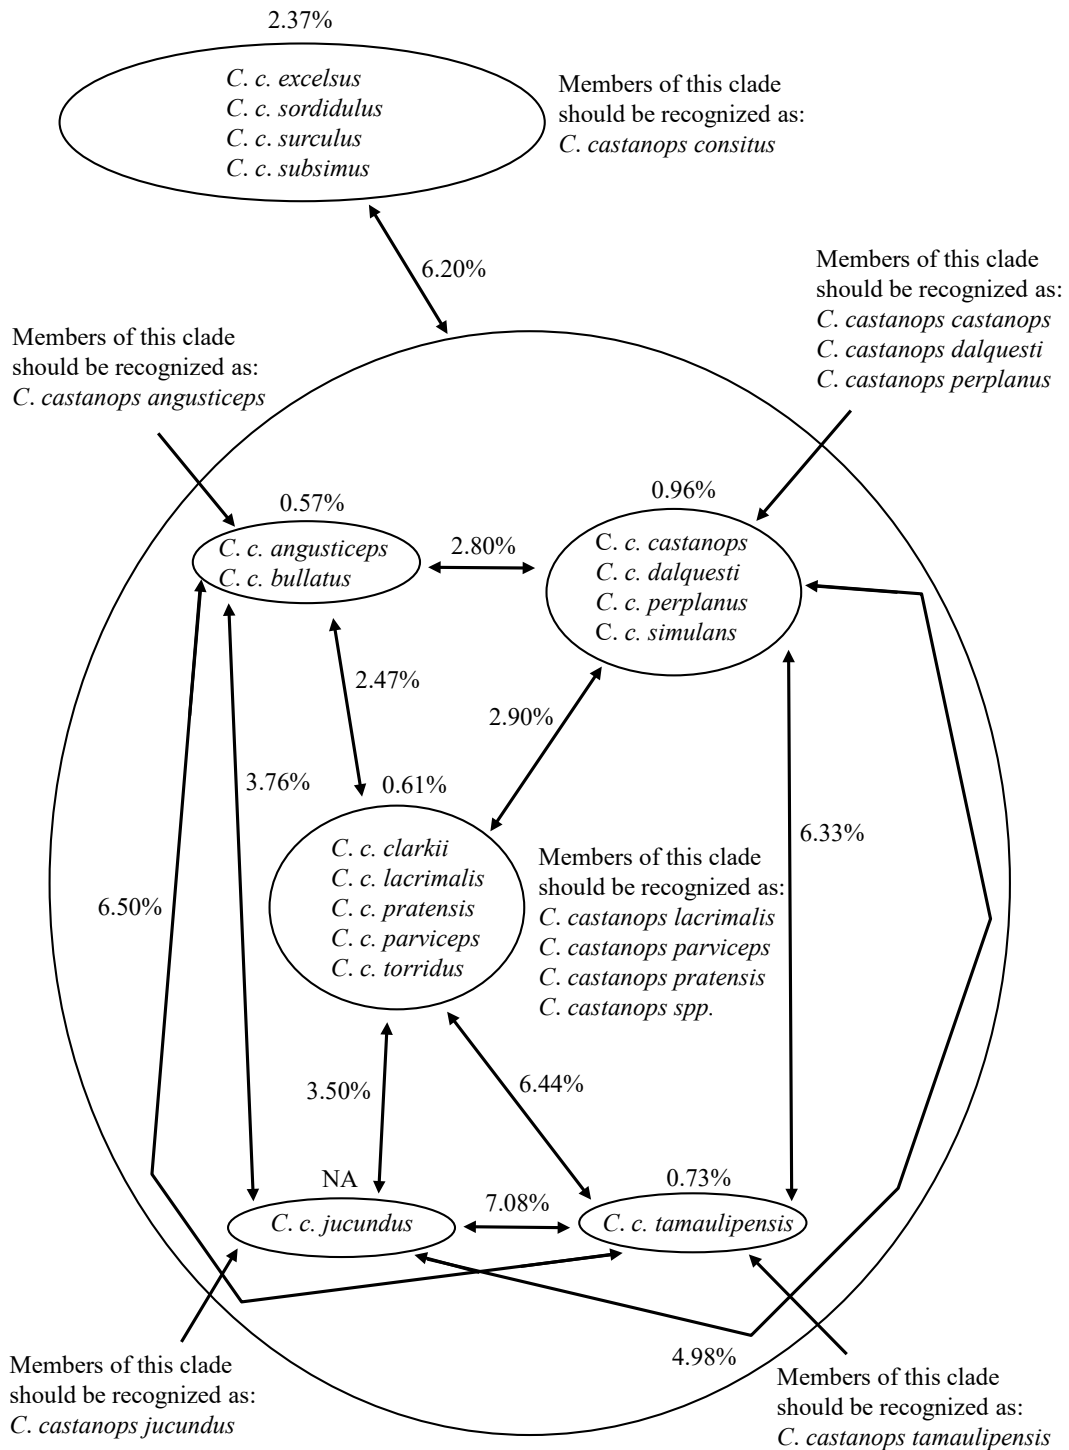 2.37%
C. c. excelsus
C. c. sordidulus
C. c. surculus
C. c. subsimus
Members of this clade
should be recognized as:
C. castanops consitus
6.20%
Members of this clade
should be recognized as:
C. castanops castanops
C. castanops dalquesti
C. castanops perplanus
Members of this clade
should be recognized as:
C. castanops angusticeps
0.57%
C. c. angusticeps
C. c. bullatus
2.80%
0.96%
C. c. castanops
C. c. dalquesti
C. c. perplanus
C. c. simulans
2.47%
2.90%
3.76%
0.61%
6.33%
C. c. clarkii
C. c. lacrimalis
C. c. pratensis
C. c. parviceps
C. c. torridus
Members of this clade
should be recognized as:
C. castanops lacrimalis
C. castanops parviceps
C. castanops pratensis
C. castanops spp.
6.50%
3.50%
6.44%
NA
C. c. jucundus
7.08%
0.73%
C. c. tamaulipensis
4.98%
Members of this clade
should be recognized as:
C. castanops jucundus
Members of this clade
should be recognized as:
C. castanops tamaulipensis